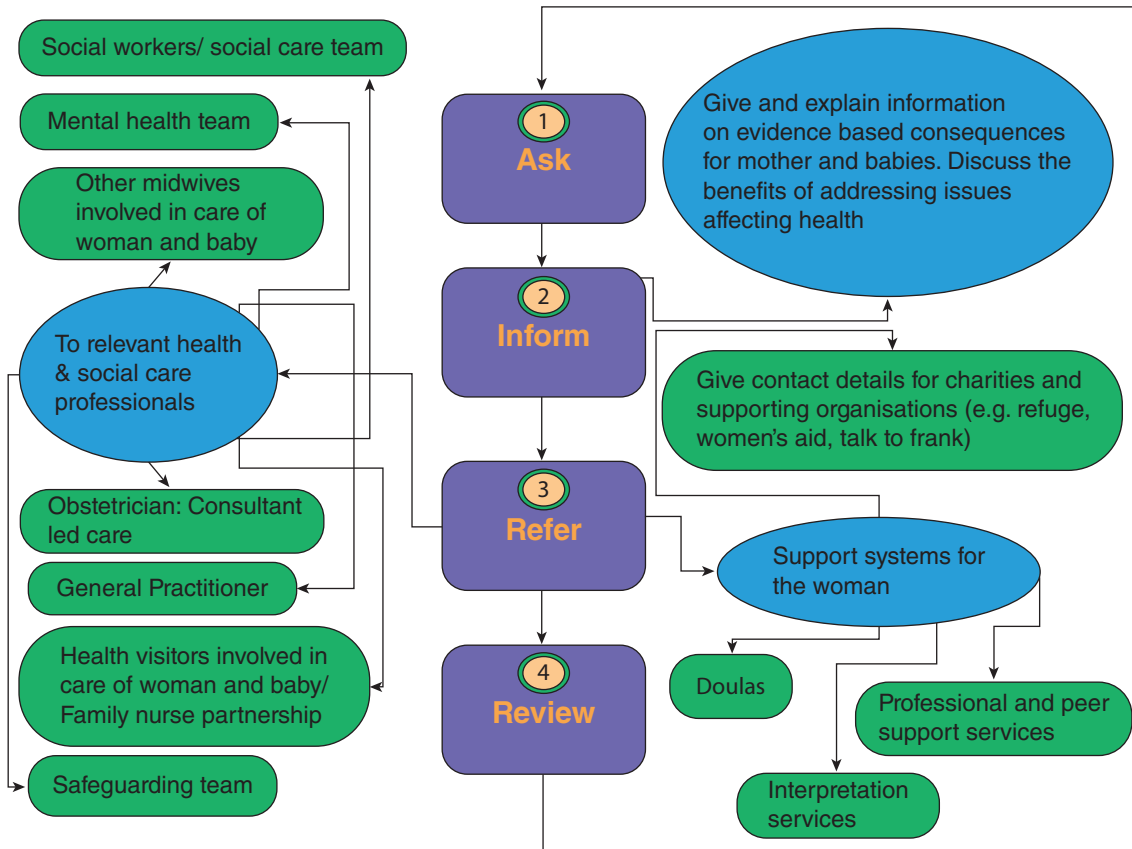 Social workers/ social care team
Mental health team
Other midwives
involved in care of
woman and baby
To relevant health
& social care
professionals
Obstetrician: Consultant
led care
General Practitioner
Health visitors involved in
care of woman and baby/
Family nurse partnership
Safeguarding team
1
Ask
2
Inform
3
Refer
4
Review
Give and explain information
on evidence based consequences
for mother and babies. Discuss the
benefits of addressing issues
affecting health
Give contact details for charities and
supporting organisations (e.g. refuge,
women’s aid, talk to frank)
Support systems for
the woman
Doulas
Professional and peer
support services
Interpretation
services